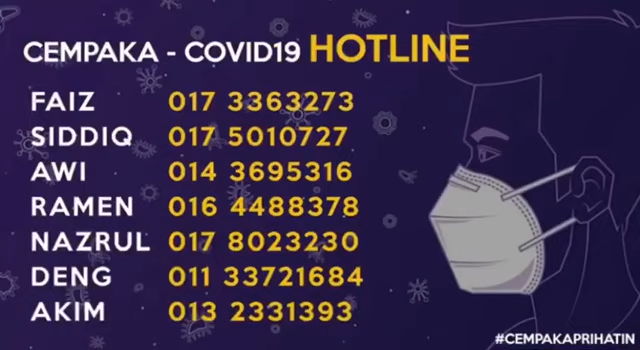 CEMPAKA - COVID19 HOTLINE
FAIZ 017 3363273
SIDDIQ 017 5010727
AWI 014 3695316
RAMEN 016 4488378
NAZRUL 017 8023230
DENG 011 33721684
AKIM 013 2331393
#CEMPAKAPRIHATIN